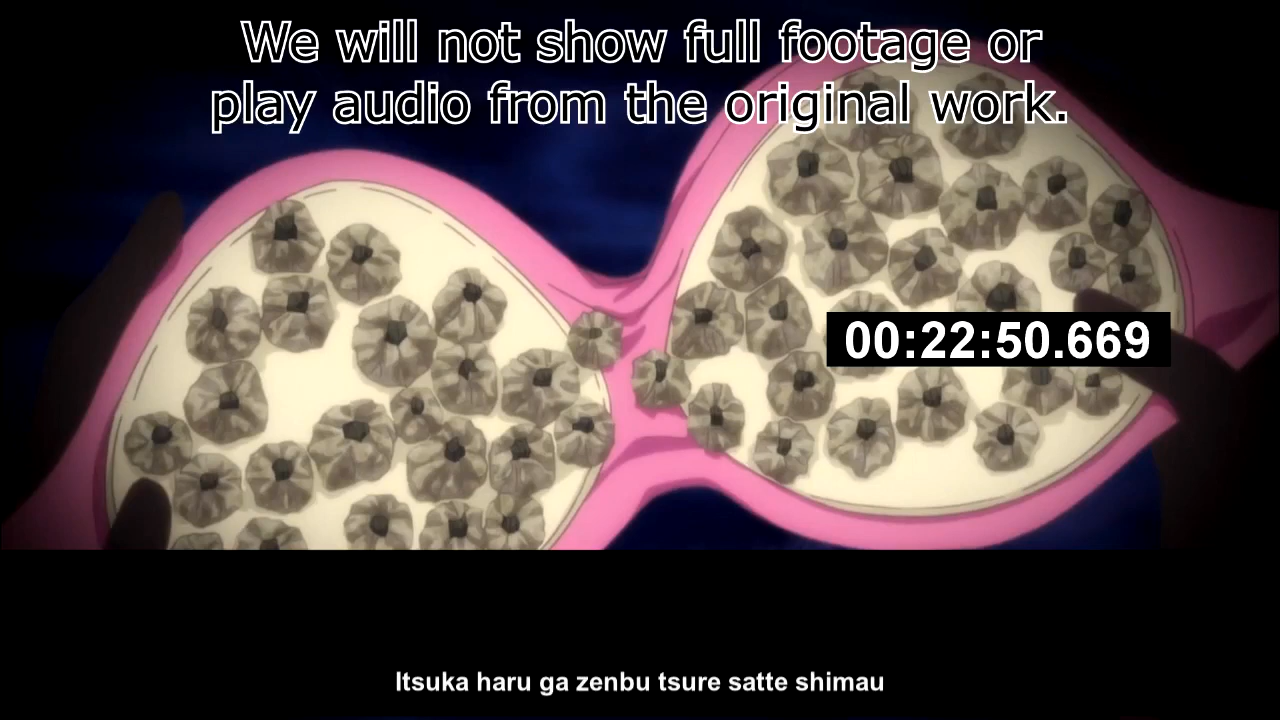 We will not show full footage or
play audio from the original work.
00:22:50.669
Itsuka haru ga zenbu tsure satte shimau